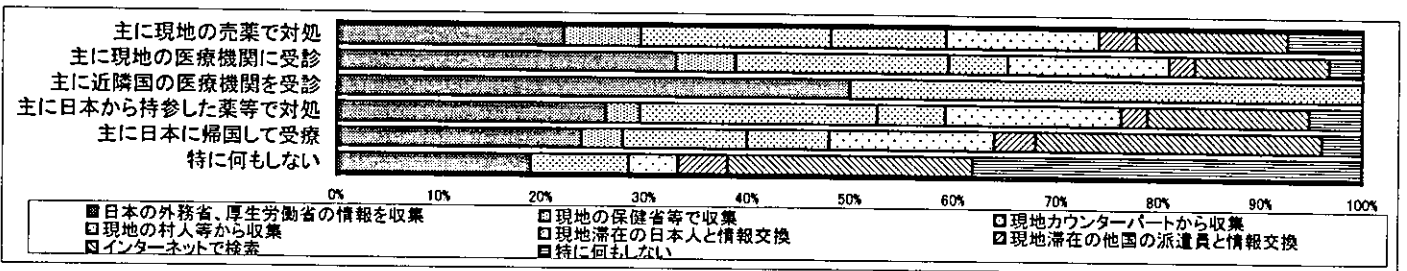 主に現地の売薬で対処
主に現地の医療機関に受診
主に近隣国の医療機関を受診
主に日本から持参した薬等で対処
主に日本に帰国して受療
特に何もしない
0% 10% 20% 30% 40% 50% 60% 70% 80% 90% 100%
日本の外務省、厚生労働省の情報を収集 現地の保健省等で収集 現地カウンターパートから収集
現地の村人等から収集 現地滞在の日本人と情報交換 現地滞在の他国の派遣員と情報交換
インターネットで検索 特に何もしない